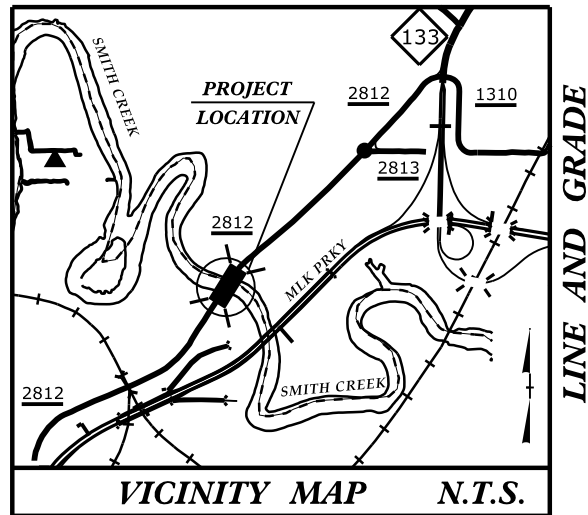 133
SMITH CREEK
PROJECT
LOCATION
2812
1310
2813
2812
MLK PRKY
2812
SMITH CREEK
LINE AND GRADE
VICINITY MAP N.T.S.